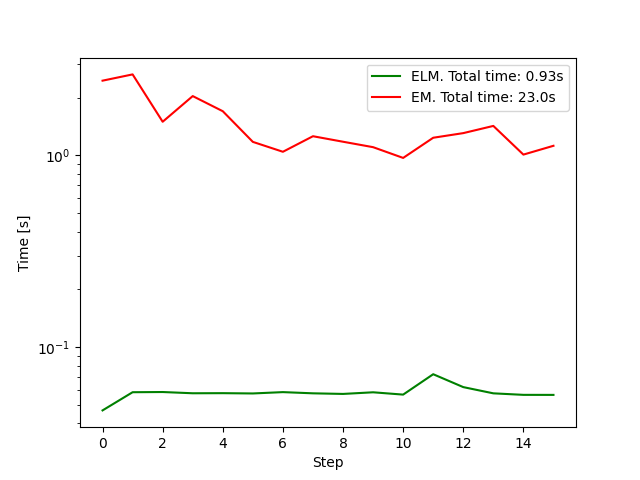 ELM. Total time: 0.93s
EM. Total time: 23.0s
10⁰
10⁻¹
Time [s]
0 2 4 6 8 10 12 14
Step